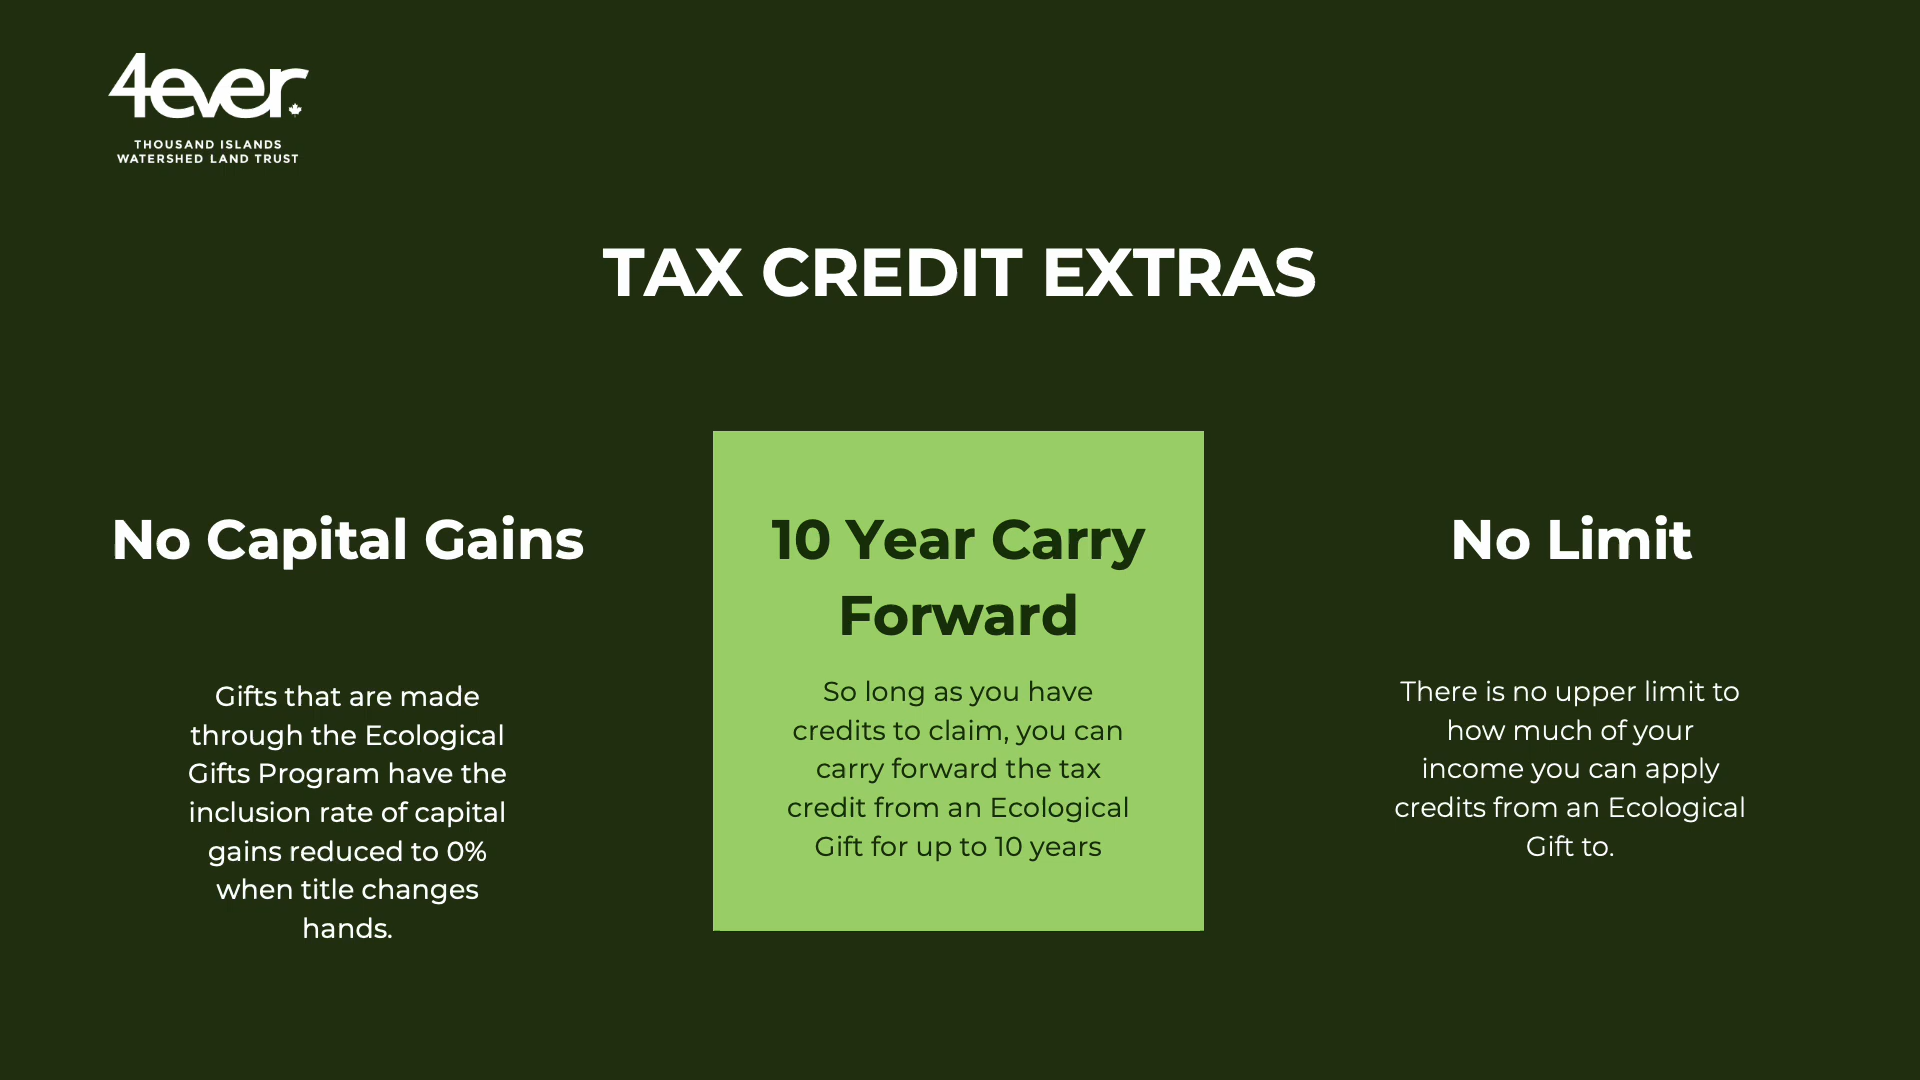 4ever
THOUSAND ISLANDS
WATERSHED LAND TRUST
TAX CREDIT EXTRAS
No Capital Gains
Gifts that are made
through the Ecological
Gifts Program have the
inclusion rate of capital
gains reduced to 0%
when title changes
hands.
10 Year Carry
Forward
So long as you have
credits to claim, you can
carry forward the tax
credit from an Ecological
Gift for up to 10 years
No Limit
There is no upper limit to
how much of your
income you can apply
credits from an Ecological
Gift to.